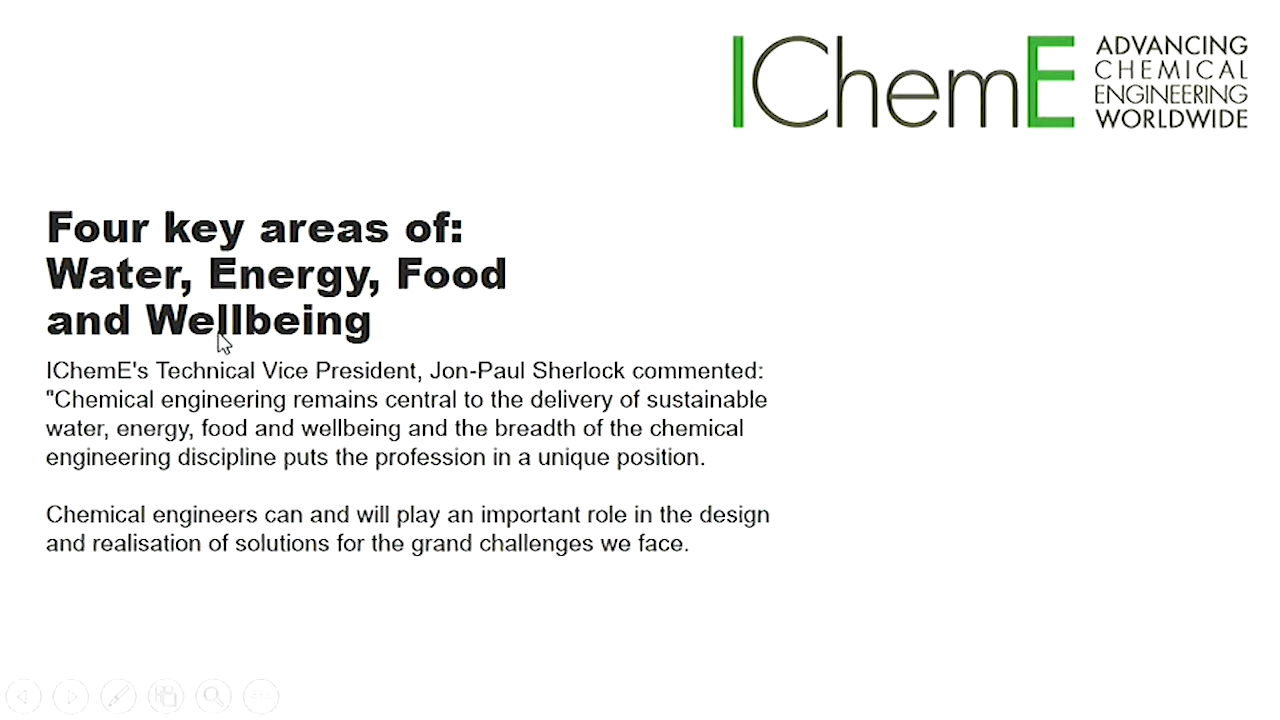 IChemE
ADVANCING
CHEMICAL
ENGINEERING
WORLDWIDE
Four key areas of:
Water, Energy, Food
and Wellbeing
IChemE's Technical Vice President, Jon-Paul Sherlock commented:
"Chemical engineering remains central to the delivery of sustainable
water, energy, food and wellbeing and the breadth of the chemical
engineering discipline puts the profession in a unique position.
Chemical engineers can and will play an important role in the design
and realisation of solutions for the grand challenges we face.